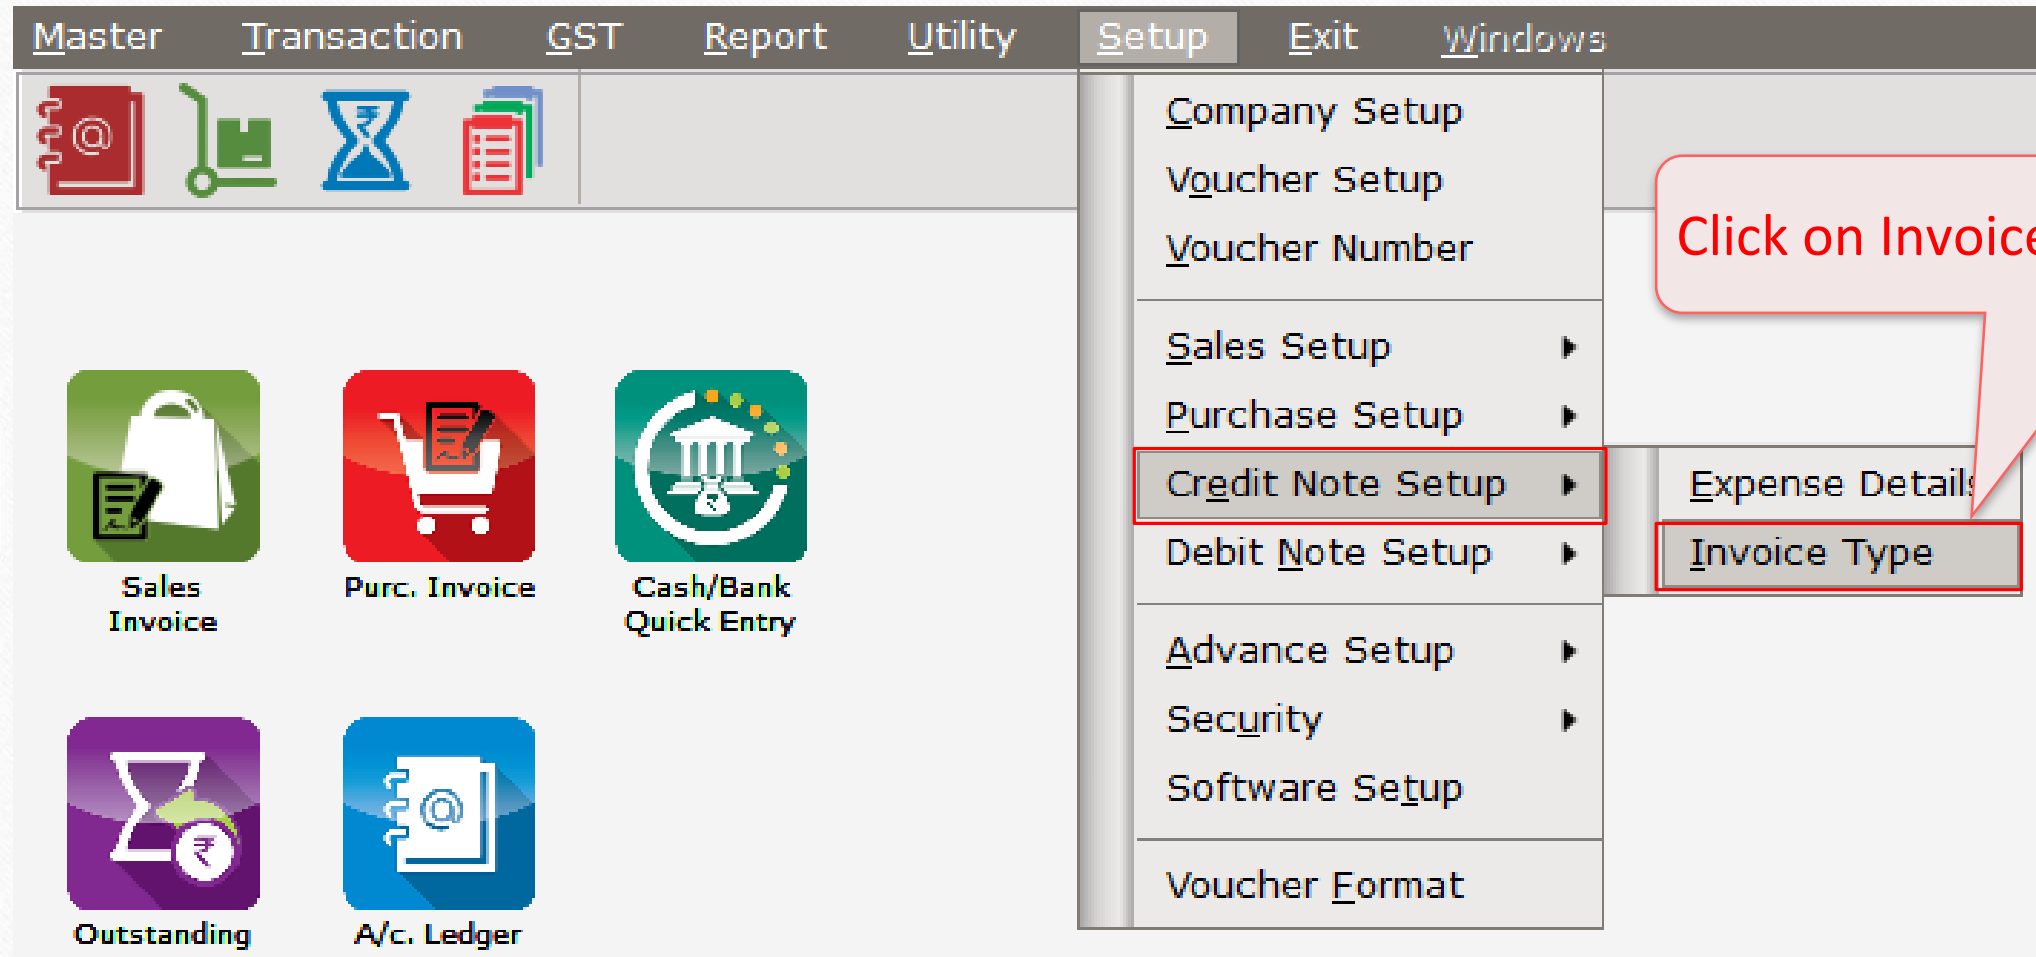 Master Transaction GST Report Utility Setup Exit Windows
Company Setup
Voucher Setup
Voucher Number
Sales Setup
Purchase Setup
Credit Note Setup
Debit Note Setup
Advance Setup
Security
Software Setup
Voucher Format
Click on Invoice
Expense Details
Invoice Type
Sales
Invoice
Purc. Invoice
Cash/Bank
Quick Entry
Outstanding
A/c. Ledger